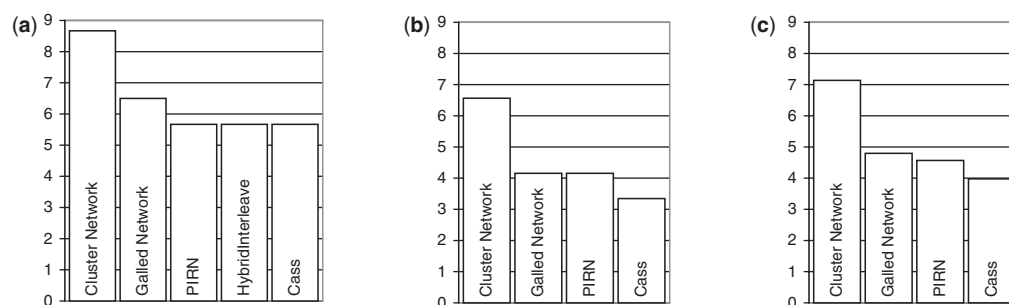 (a)
9
8
7
6
5
4
3
2
1
0
Cluster Network
Galled Network
PIRN
HybridInterleave
Cass
(b)
9
8
7
6
5
4
3
2
1
0
Cluster Network
Galled Network
PIRN
Cass
(c)
9
8
7
6
5
4
3
2
1
0
Cluster Network
Galled Network
PIRN
Cass